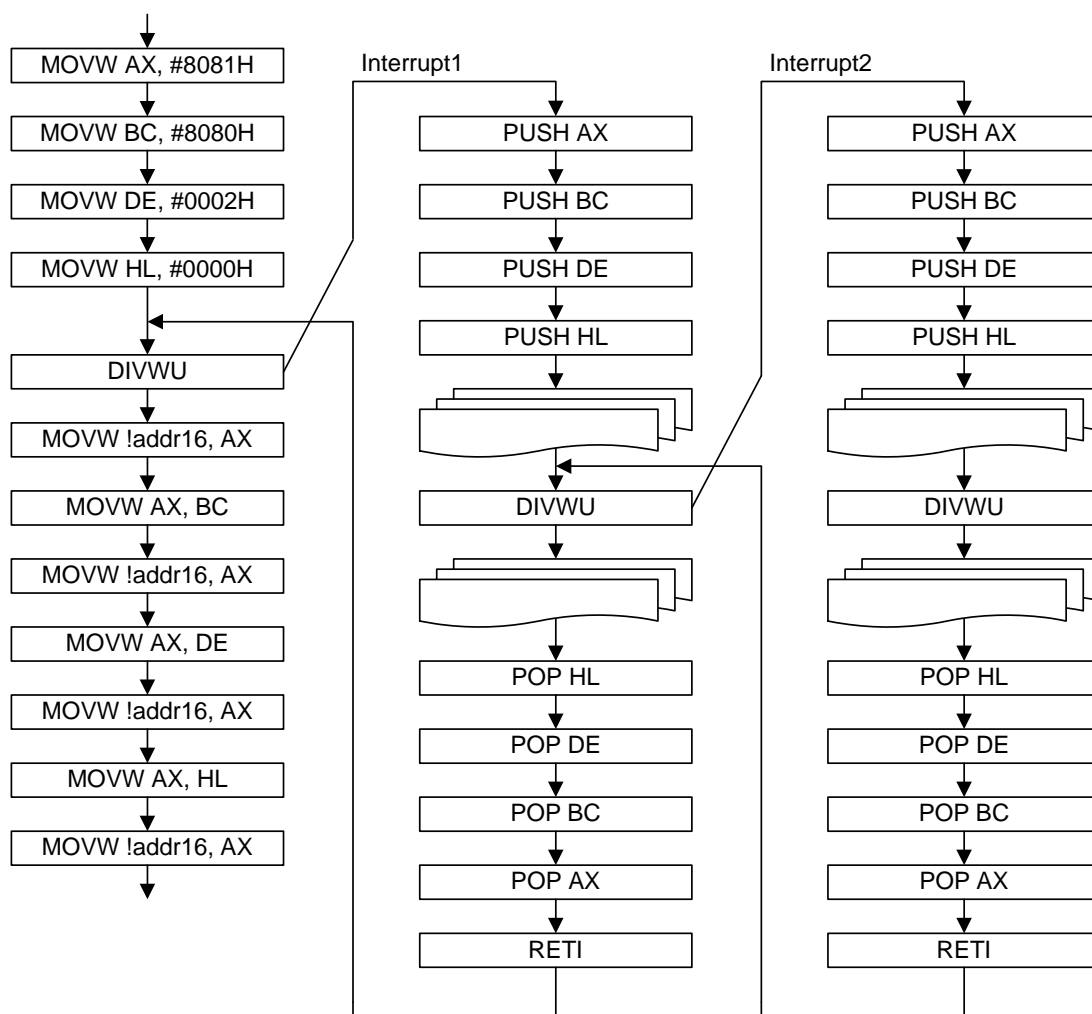 MOVW AX, #8081H
MOVW BC, #8080H
MOVW DE, #0002H
MOVW HL, #0000H
DIVWU
MOVW !addr16, AX
MOVW AX, BC
MOVW !addr16, AX
MOVW AX, DE
MOVW !addr16, AX
MOVW AX, HL
MOVW !addr16, AX
Interrupt1
PUSH AX
PUSH BC
PUSH DE
PUSH HL
DIVWU
POP HL
POP DE
POP BC
POP AX
RETI
Interrupt2
PUSH AX
PUSH BC
PUSH DE
PUSH HL
DIVWU
POP HL
POP DE
POP BC
POP AX
RETI